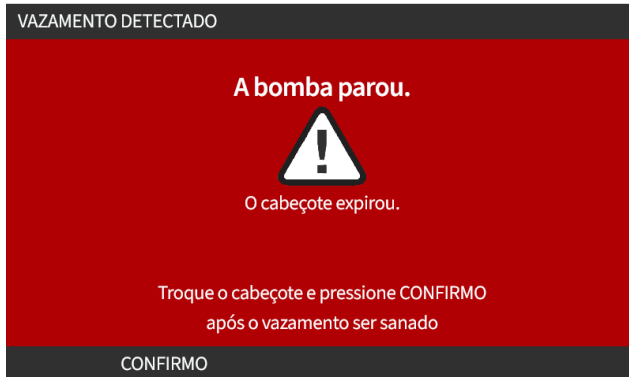 VAZAMENTO DETECTADO
A bomba parou.
!
O cabeçote expirou.
Troque o cabeçote e pressione CONFIRMO
após o vazamento ser sanado
CONFIRMO